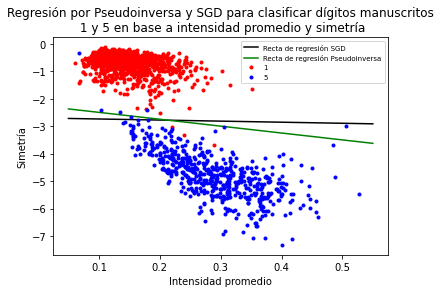 Regresión por Pseudoinversa y SGD para clasificar dígitos manuscritos
1 y 5 en base a intensidad promedio y simetría
Recta de regresión SGD
Recta de regresión Pseudoinversa
1
5
0
−1
−2
−3
−4
−5
−6
−7
Simetría
0.1 0.2 0.3 0.4 0.5
Intensidad promedio